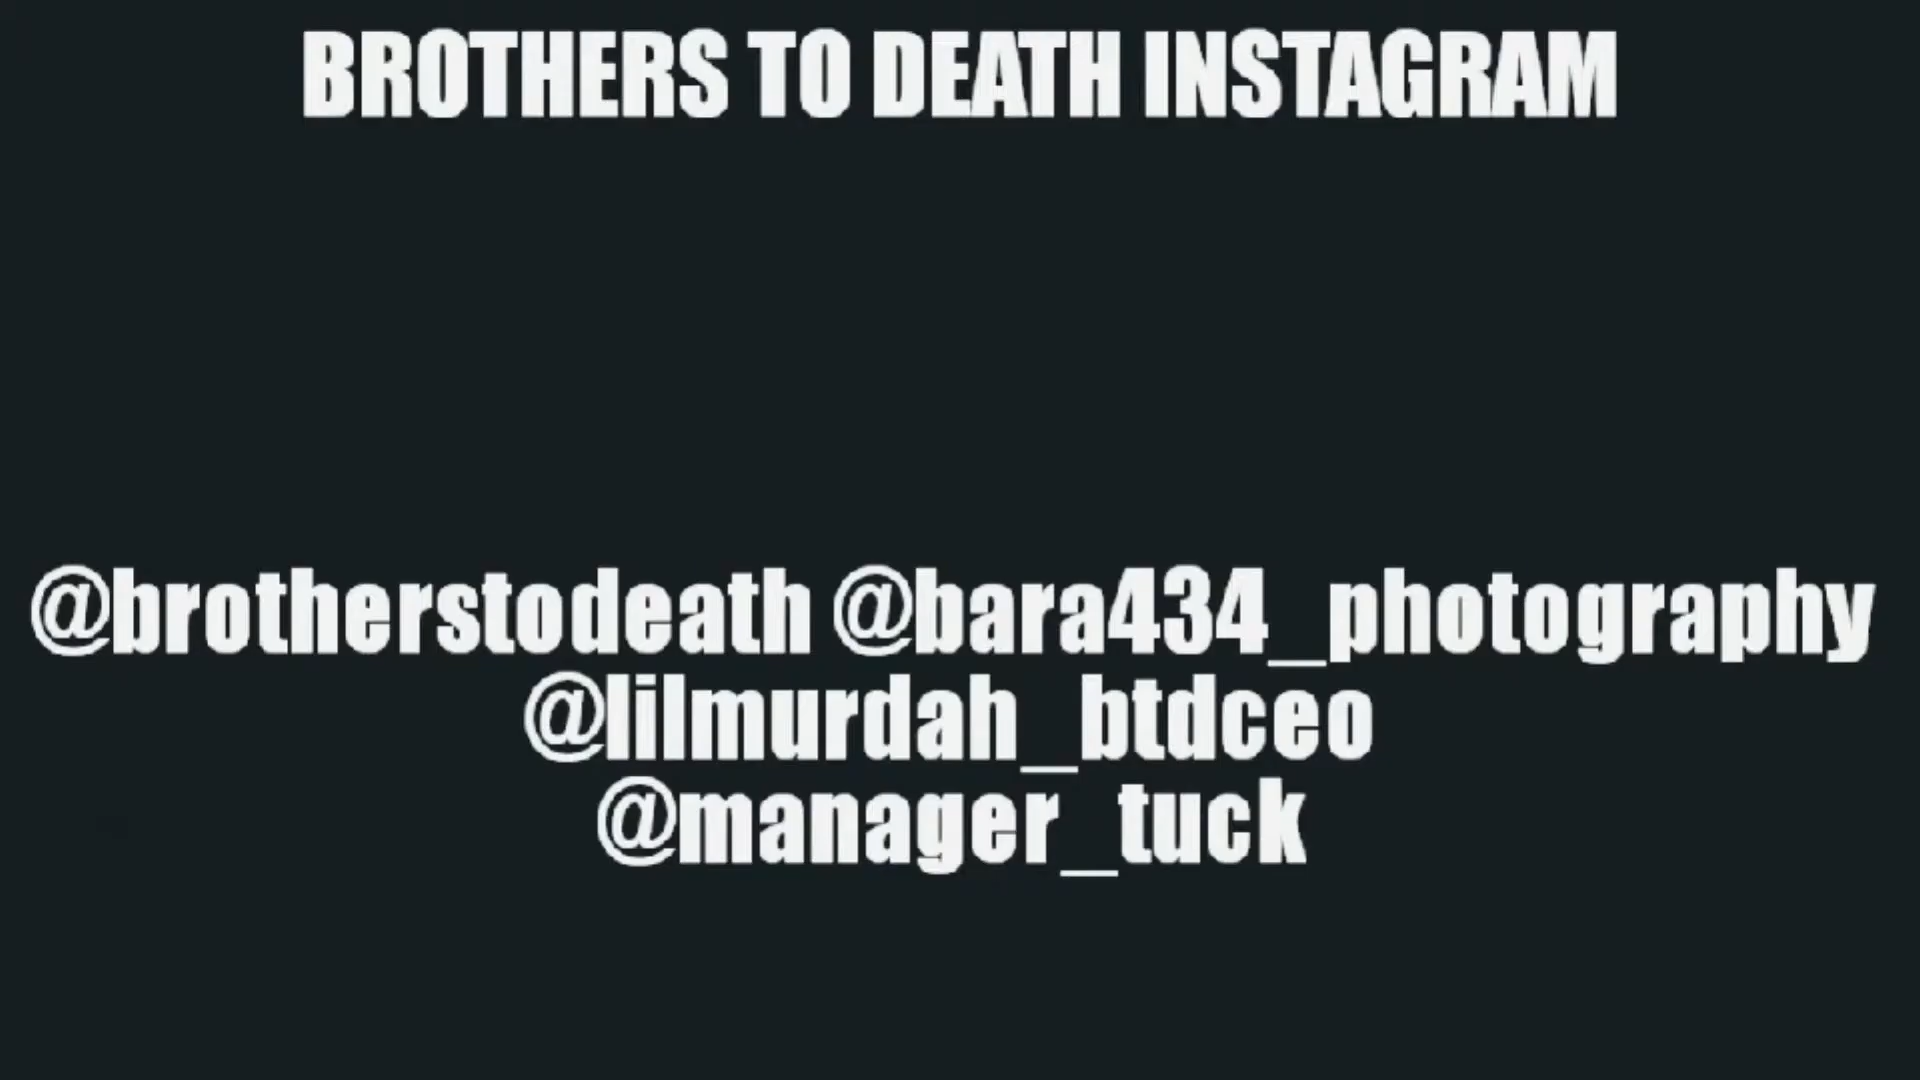 BROTHERS TO DEATH INSTAGRAM
@brotherstodeath @bara434_photography
@lilmurdah_btdceo
@manager_tuck